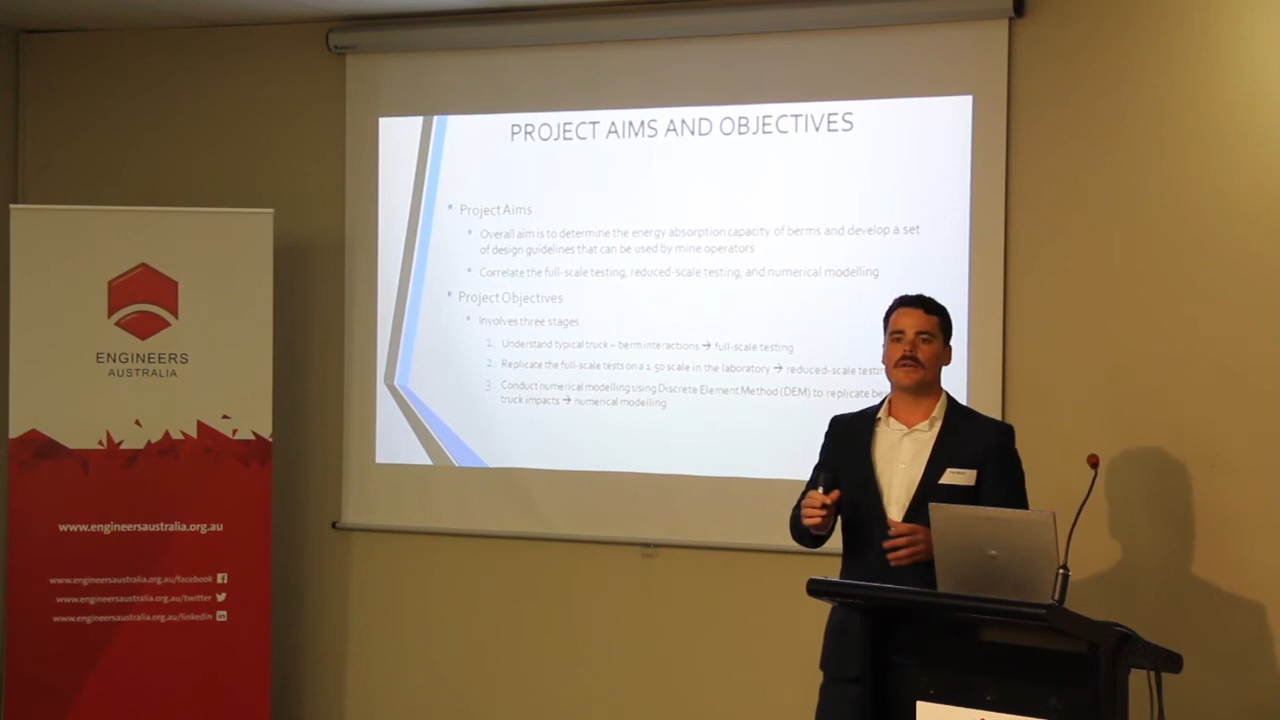 PROJECT AIMS AND OBJECTIVES
Project Aims
Overall aim is to determine the energy absorption capacity of berms and develop a set
of design guidelines that can be used by mine operators
Correlate the full-scale testing, reduced-scale testing, and numerical modelling
Project Objectives
Involves three stages
1. Understand typical truck – berm interactions → full-scale testing
2. Replicate the full-scale tests on a 1:50 scale in the laboratory → reduced-scale testin
3. Conduct numerical modelling using Discrete Element Method (DEM) to replicate be
truck impacts → numerical modelling
ENGINEERS
AUSTRALIA
www.engineersaustralia.org.au
www.engineersaustralia.org.au/facebook
www.engineersaustralia.org.au/twitter
www.engineersaustralia.org.au/linkedin